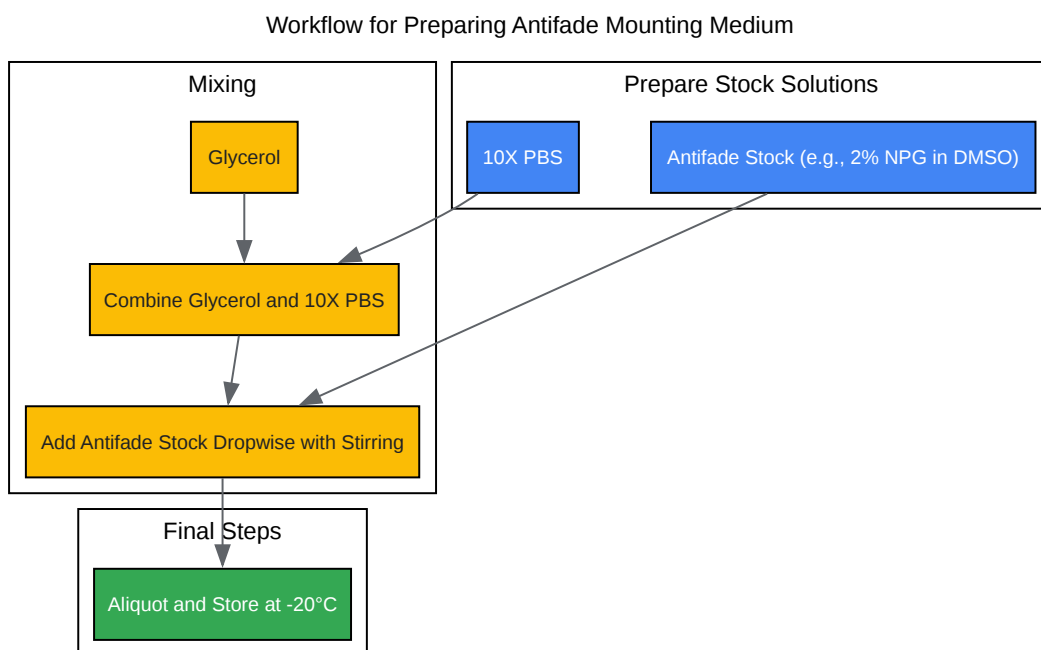 Workflow for Preparing Antifade Mounting Medium
Mixing
Glycerol
Combine Glycerol and 10X PBS
Add Antifade Stock Dropwise with Stirring
Prepare Stock Solutions
10X PBS
Antifade Stock (e.g., 2% NPG in DMSO)
Final Steps
Aliquot and Store at -20°C